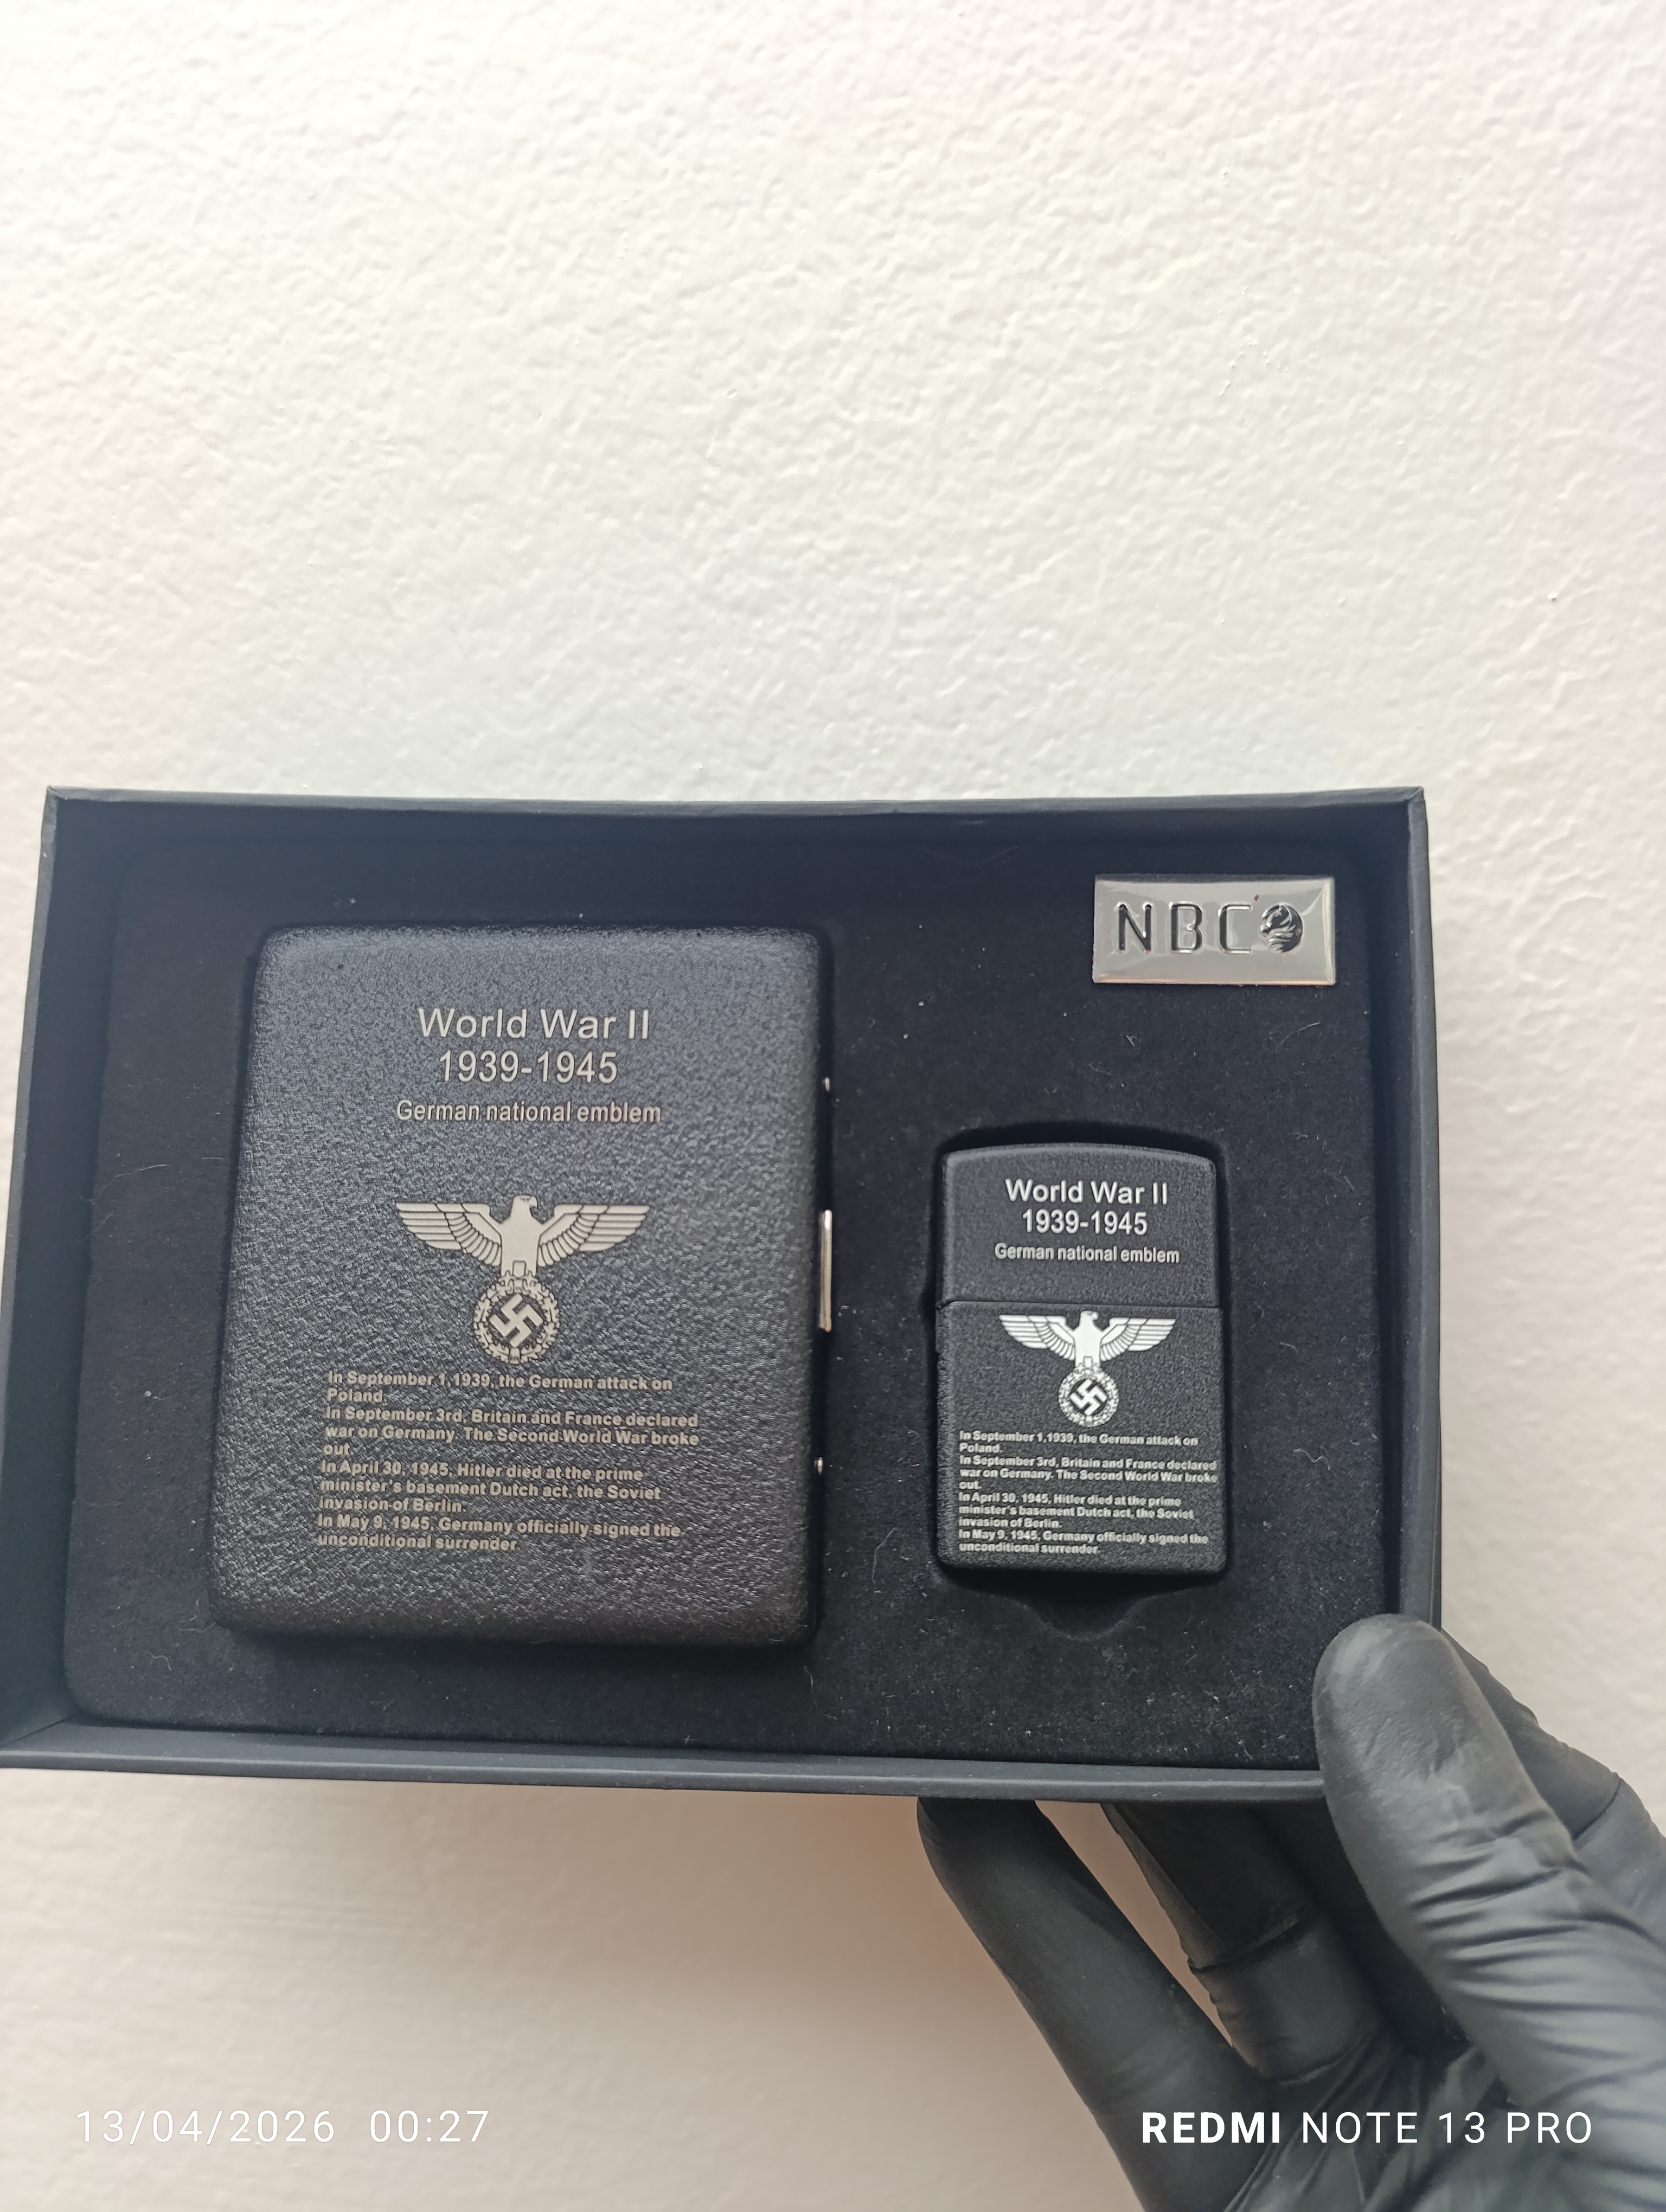 NBC
World War II
1939-1945
German national emblem
In September 1,1939, the German attack on
Poland.
In September 3rd, Britain and France declared
war on Germany. The Second World War broke
out.
In April 30, 1945, Hitler died at the prime
minister's basement Dutch act, the Soviet
invasion of Berlin.
In May 9, 1945, Germany officially signed the
unconditional surrender.
World War II
1939-1945
German national emblem
In September 1,1939, the German attack on
Poland.
In September 3rd, Britain and France declared
war on Germany. The Second World War broke
out.
In April 30, 1945, Hitler died at the prime
minister's basement Dutch act, the Soviet
invasion of Berlin.
In May 9, 1945, Germany officially signed the
unconditional surrender.
13/04/2026 00:27
REDMI NOTE 13 PRO